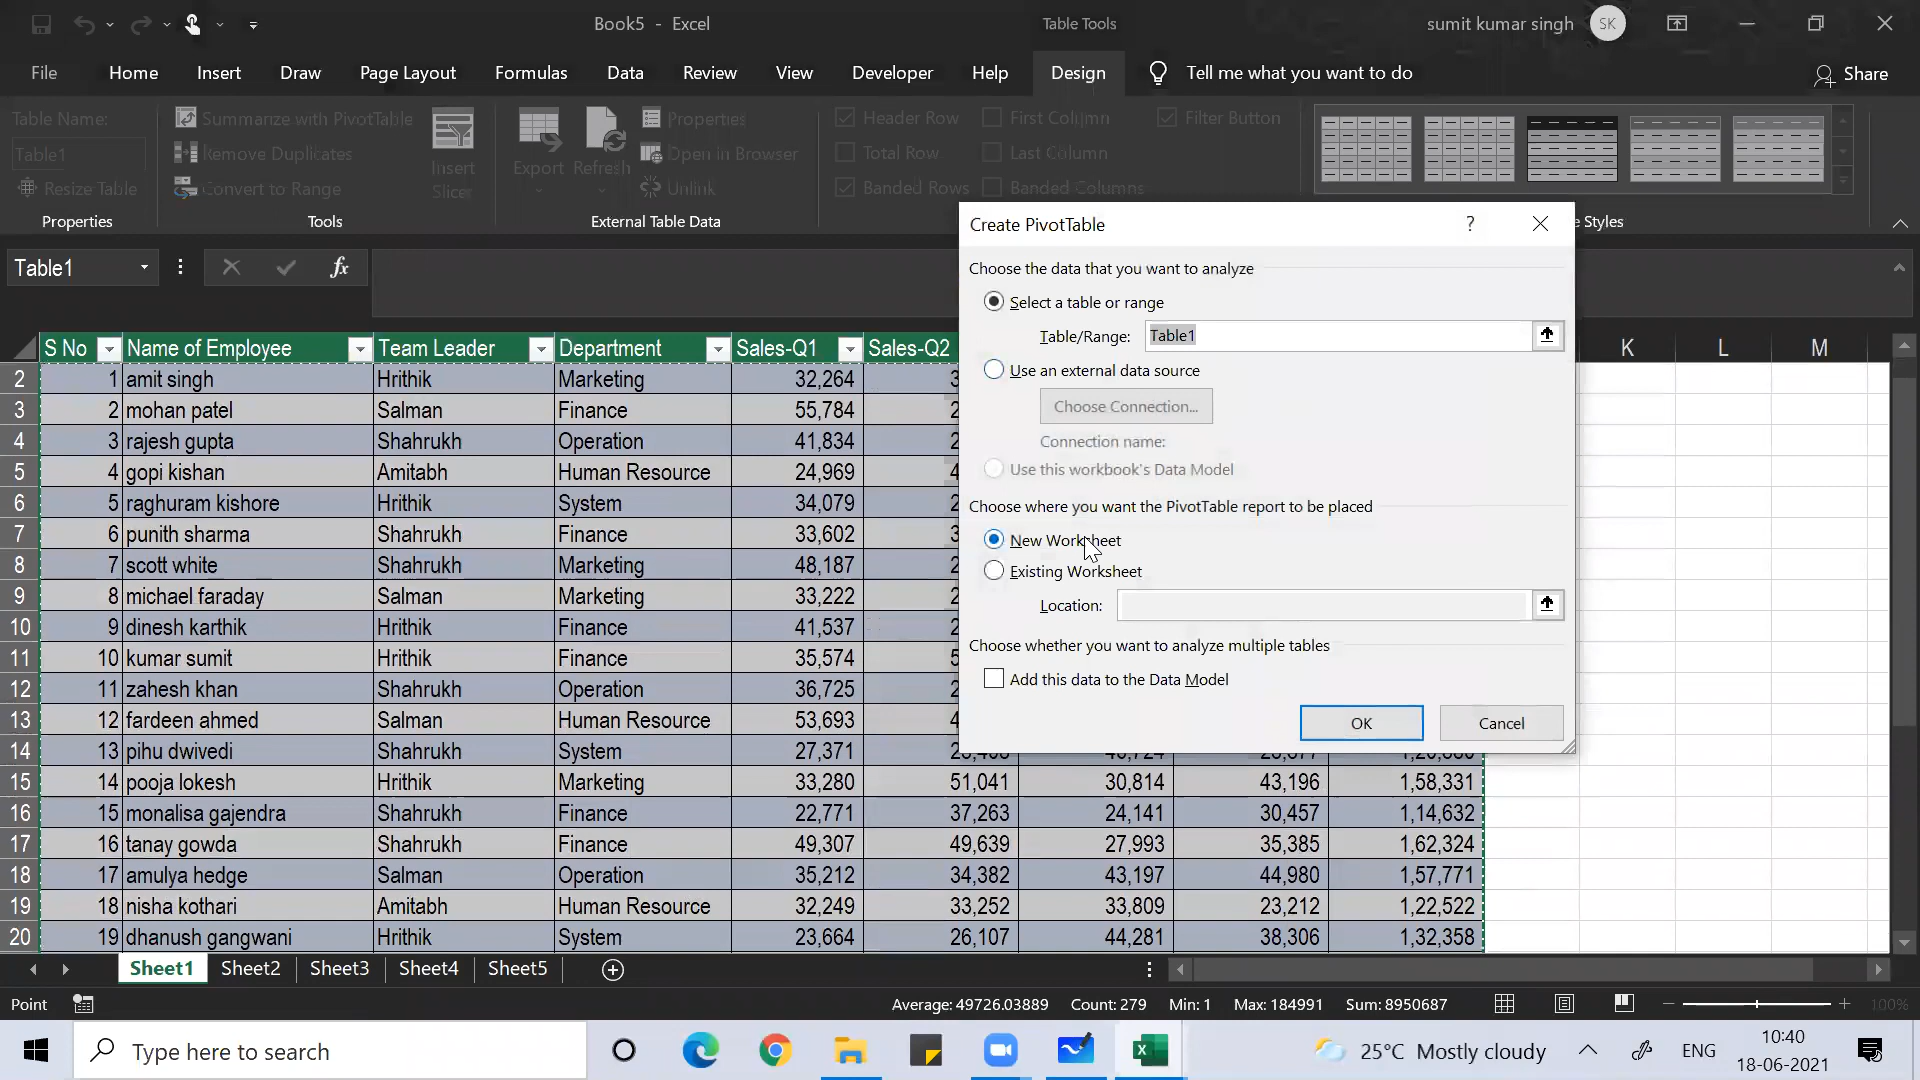 Book5 - Excel
Table Tools
sumit kumar singh
SK
File Home Insert Draw Page Layout Formulas Data Review View Developer Help Design Tell me what you want to do Share
Table Name:
Table1
Resize Table
Properties
Summarize with PivotTable
Remove Duplicates
Convert to Range
Tools
Insert
Slicer
Export
Refresh
Properties
Open in Browser
Unlink
External Table Data
Header Row
Total Row
Banded Rows
First Column
Last Column
Banded Columns
Filter Button
Styles
Table1
fx
Create PivotTable ?
Choose the data that you want to analyze
Select a table or range
Table/Range: Table1
Use an external data source
Choose Connection...
Connection name:
Use this workbook's Data Model
Choose where you want the PivotTable report to be placed
New Worksheet
Existing Worksheet
Location:
Choose whether you want to analyze multiple tables
Add this data to the Data Model
OK Cancel
S No Name of Employee Team Leader Department Sales-Q1 Sales-Q2 K L M
2 1 amit singh Hrithik Marketing 32,264 3
3 2 mohan patel Salman Finance 55,784 2
4 3 rajesh gupta Shahrukh Operation 41,834 2
5 4 gopi kishan Amitabh Human Resource 24,969 4
6 5 raghuram kishore Hrithik System 34,079 2
7 6 punith sharma Shahrukh Finance 33,602 3
8 7 scott white Shahrukh Marketing 48,187 2
9 8 michael faraday Salman Marketing 33,222 2
10 9 dinesh karthik Hrithik Finance 41,537 2
11 10 kumar sumit Hrithik Finance 35,574 5
12 11 zahesh khan Shahrukh Operation 36,725 2
13 12 fardeen ahmed Salman Human Resource 53,693 4
14 13 pihu dwivedi Shahrukh System 27,371
15 14 pooja lokesh Hrithik Marketing 33,280 51,041 30,814 43,196 1,58,331
16 15 monalisa gajendra Shahrukh Finance 22,771 37,263 24,141 30,457 1,14,632
17 16 tanay gowda Shahrukh Finance 49,307 49,639 27,993 35,385 1,62,324
18 17 amulya hedge Salman Operation 35,212 34,382 43,197 44,980 1,57,771
19 18 nisha kothari Amitabh Human Resource 32,249 33,252 33,809 23,212 1,22,522
20 19 dhanush gangwani Hrithik System 23,664 26,107 44,281 38,306 1,32,358
Sheet1 Sheet2 Sheet3 Sheet4 Sheet5
Point Average: 49726.03889 Count: 279 Min: 1 Max: 184991 Sum: 8950687 100%
Type here to search 25°C Mostly cloudy ENG 10:40
18-06-2021